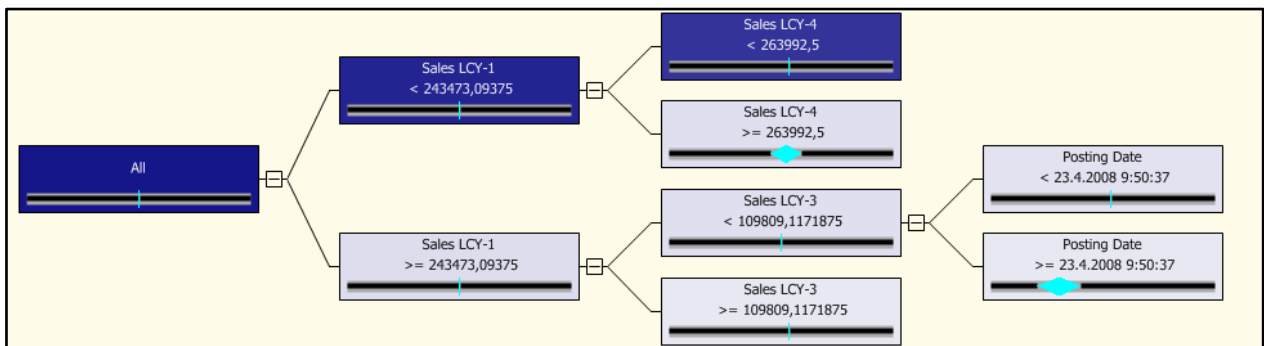 All
Sales LCY-1
< 243473,09375
Sales LCY-1
>= 243473,09375
Sales LCY-4
< 263992,5
Sales LCY-4
>= 263992,5
Sales LCY-3
< 109809,1171875
Sales LCY-3
>= 109809,1171875
Posting Date
< 23.4.2008 9:50:37
Posting Date
>= 23.4.2008 9:50:37